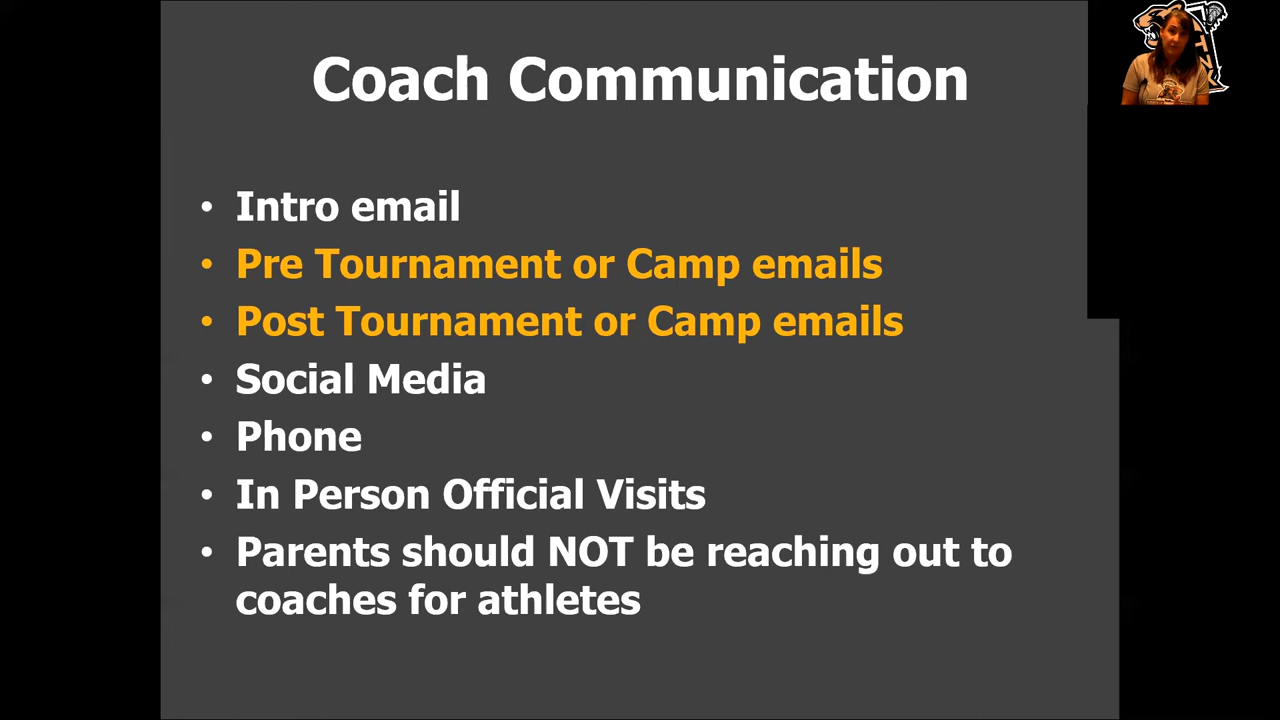 Coach Communication
• Intro email
• Pre Tournament or Camp emails
• Post Tournament or Camp emails
• Social Media
• Phone
• In Person Official Visits
• Parents should NOT be reaching out to
coaches for athletes